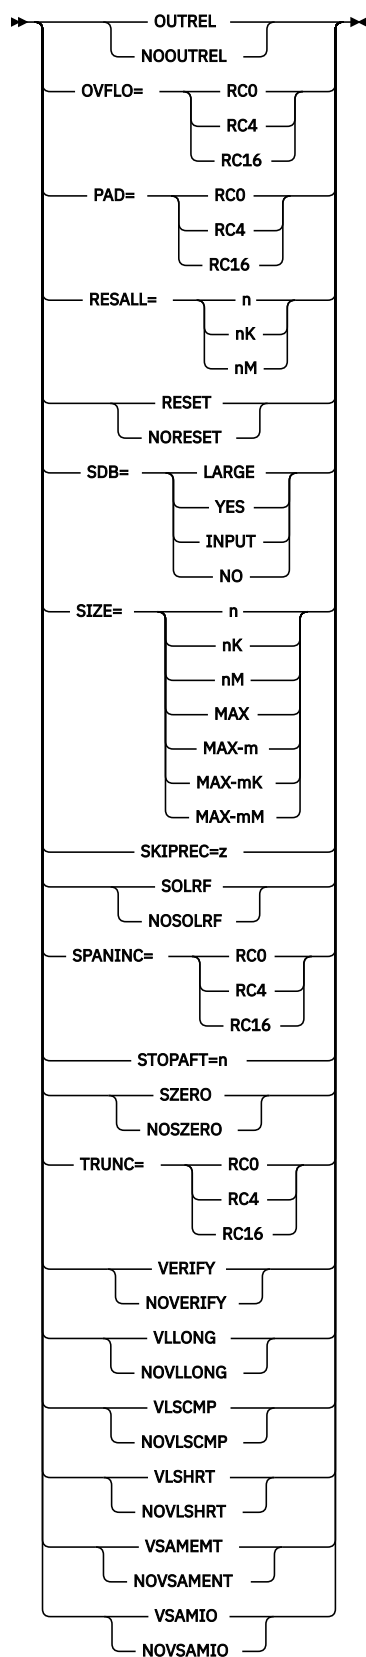 OUTREL
NOOUTREL
OVFLO= RC0
RC4
RC16
PAD= RC0
RC4
RC16
RESALL= n
nK
nM
RESET
NORESET
SDB= LARGE
YES
INPUT
NO
SIZE= n
nK
nM
MAX
MAX-m
MAX-mK
MAX-mM
SKIPREC=z
SOLRF
NOSOLRF
SPANINC= RC0
RC4
RC16
STOPAFT=n
SZERO
NOSZERO
TRUNC= RC0
RC4
RC16
VERIFY
NOVERIFY
VLLONG
NOVLLONG
VLSCMP
NOVLSCMP
VLSHRT
NOVLSHRT
VSAMEMT
NOVSAMENT
VSAMIO
NOVSAMIO